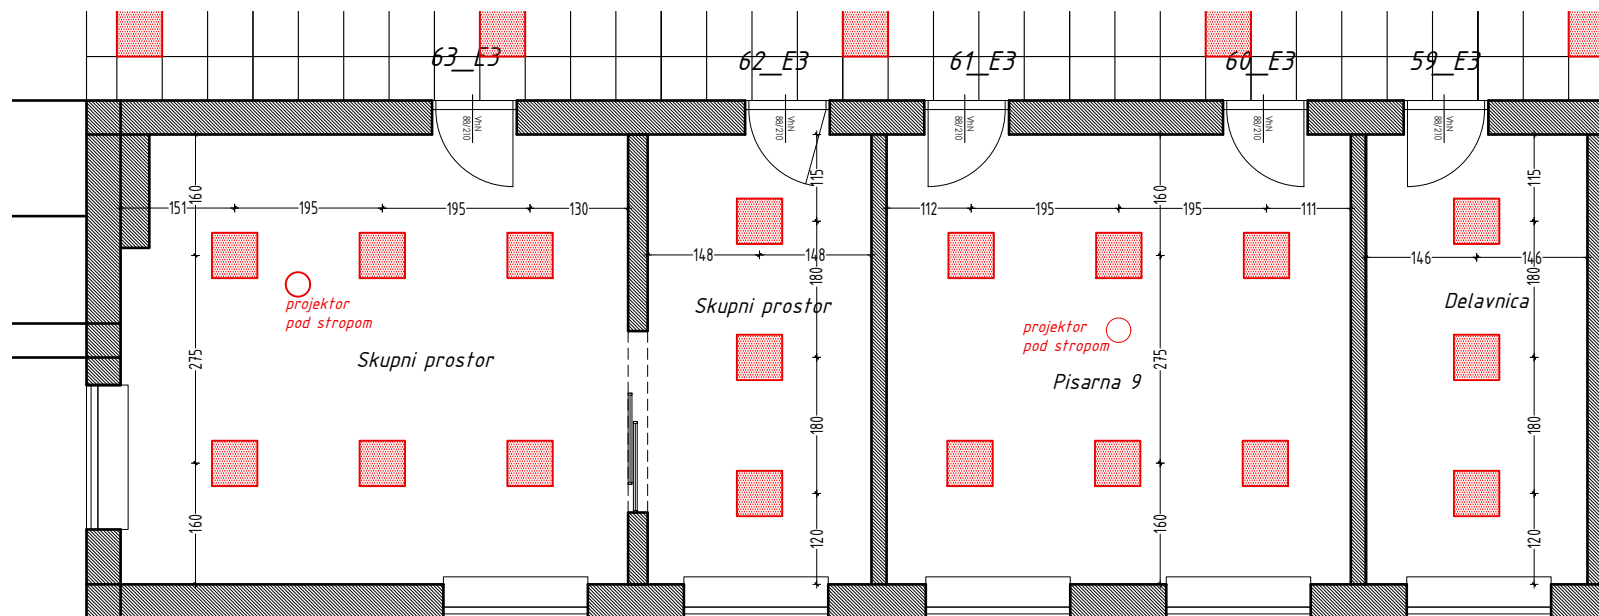 63_E3
62_E3
61_E3
60_E3
59_E3
VhN
88/210
VhN
88/210
VhN
88/210
VhN
88/210
VhN
88/210
160
151
195
195
130
275
160
projektor
pod stropom
Skupni prostor
115
148
148
180
180
120
Skupni prostor
112
195
195
111
160
275
160
projektor
pod stropom
Pisarna 9
115
146
146
180
180
120
Delavnica